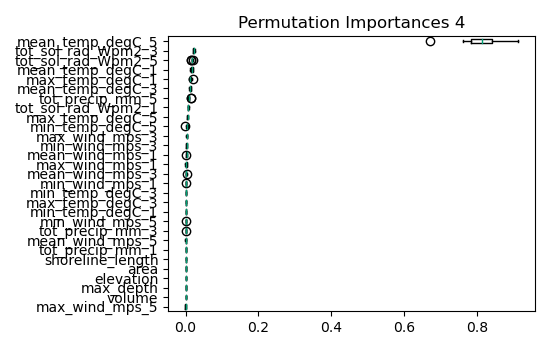 Permutation Importances 4
mean_temp_degC_5
tot_sol_rad_Wpm2_3
tot_sol_rad_Wpm2_5
mean_temp_degC_1
max_temp_degC_1
mean_temp_degC_3
tot_precip_mm_5
tot_sol_rad_Wpm2_1
max_temp_degC_5
min_temp_degC_5
max_wind_mps_3
min_wind_mps_3
mean_wind_mps_1
max_wind_mps_1
mean_wind_mps_3
min_wind_mps_1
min_temp_degC_3
max_temp_degC_3
min_temp_degC_1
min_wind_mps_5
tot_precip_mm_3
mean_wind_mps_5
tot_precip_mm_1
shoreline_length
area
elevation
max_depth
volume
max_wind_mps_5
0.0 0.2 0.4 0.6 0.8